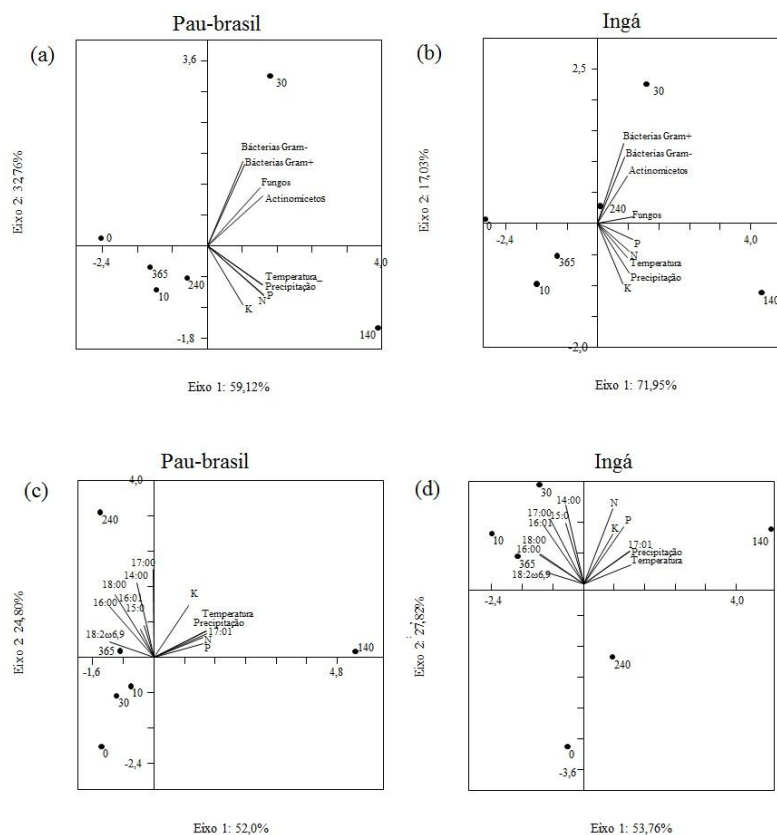 Pau-brasil
(a)
3,6
30
Bácterias Gram-
Bácterias Gram+
Fungos
Actinomicetos
0
-2,4
4,0
365
10
240
Temperatura_
Precipitação
N
P
K
140
-1,8
Eixo 2: 32,76%
Eixo 1: 59,12%
Ingá
(b)
2,5
30
Bácterias Gram+
Bácterias Gram-
Actinomicetos
240
Fungos
0
-2,4
4,0
P
N
Temperatura
Precipitação
K
365
10
140
-2,0
Eixo 2: 17,03%
Eixo 1: 71,95%
Pau-brasil
(c)
4,0
240
17:00
14:00
18:00
16:01
16:00
15:0
K
Temperatura
Precipitação
18:2ω6,9
17:01
N
P
365
140
-1,6
4,8
10
30
0
-2,4
Eixo 2: 24,80%
Eixo 1: 52,0%
Ingá
(d)
30
14:00
N
17:00
15:0
16:01
K
P
10
140
18:00
16:00
17:01
365
Precipitação
18:2ω6,9
Temperatura
-2,4
4,0
240
0
-3,6
Eixo 2: 27,82%
Eixo 1: 53,76%